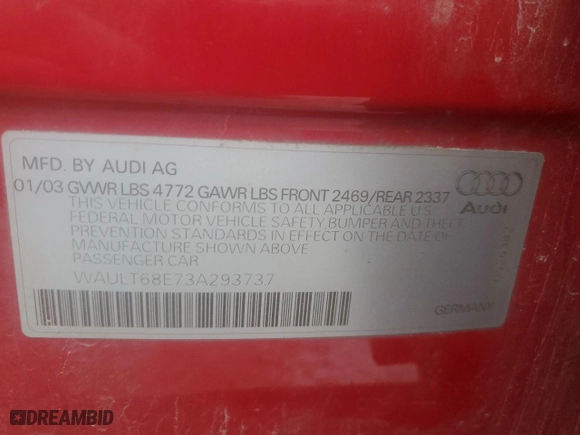 MFD. BY AUDI AG
01/03 GVWR LBS 4772 GAWR LBS FRONT 2469/REAR 2337
THIS VEHICLE CONFORMS TO ALL APPLICABLE U.S
FEDERAL MOTOR VEHICLE SAFETY, BUMPER AND THEFT
PREVENTION STANDARDS IN EFFECT ON THE DATE OF
MANUFACTURE SHOWN ABOVE
PASSENGER CAR
WAULT68E73A293737
Audi
GERMANY
DREAMBID